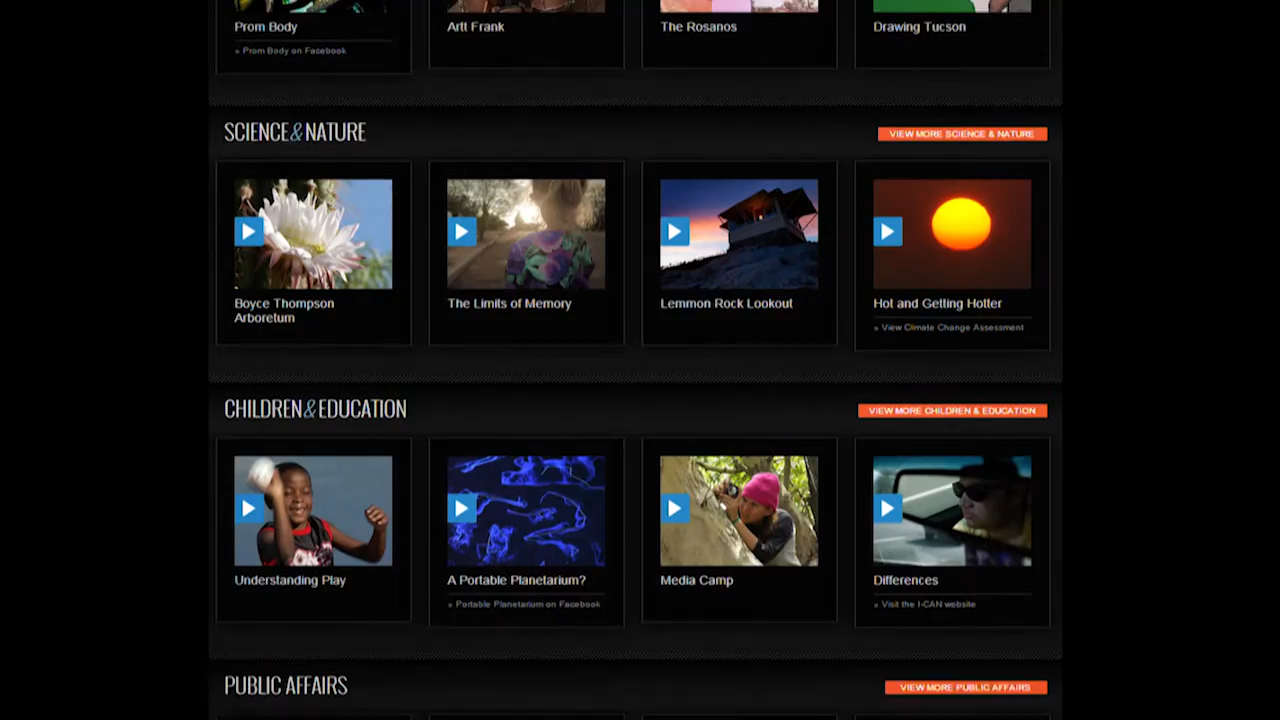 Prom Body
Artt Frank
The Rosanos
Drawing Tucson
» Prom Body on Facebook
SCIENCE&NATURE
VIEW MORE SCIENCE & NATURE
Boyce Thompson
Arboretum
The Limits of Memory
Lemmon Rock Lookout
Hot and Getting Hotter
» View Climate Change Assessment
CHILDREN&EDUCATION
VIEW MORE CHILDREN & EDUCATION
Understanding Play
A Portable Planetarium?
» Portable Planetarium on Facebook
Media Camp
Differences
» Visit the I-CAN website
PUBLIC AFFAIRS
VIEW MORE PUBLIC AFFAIRS